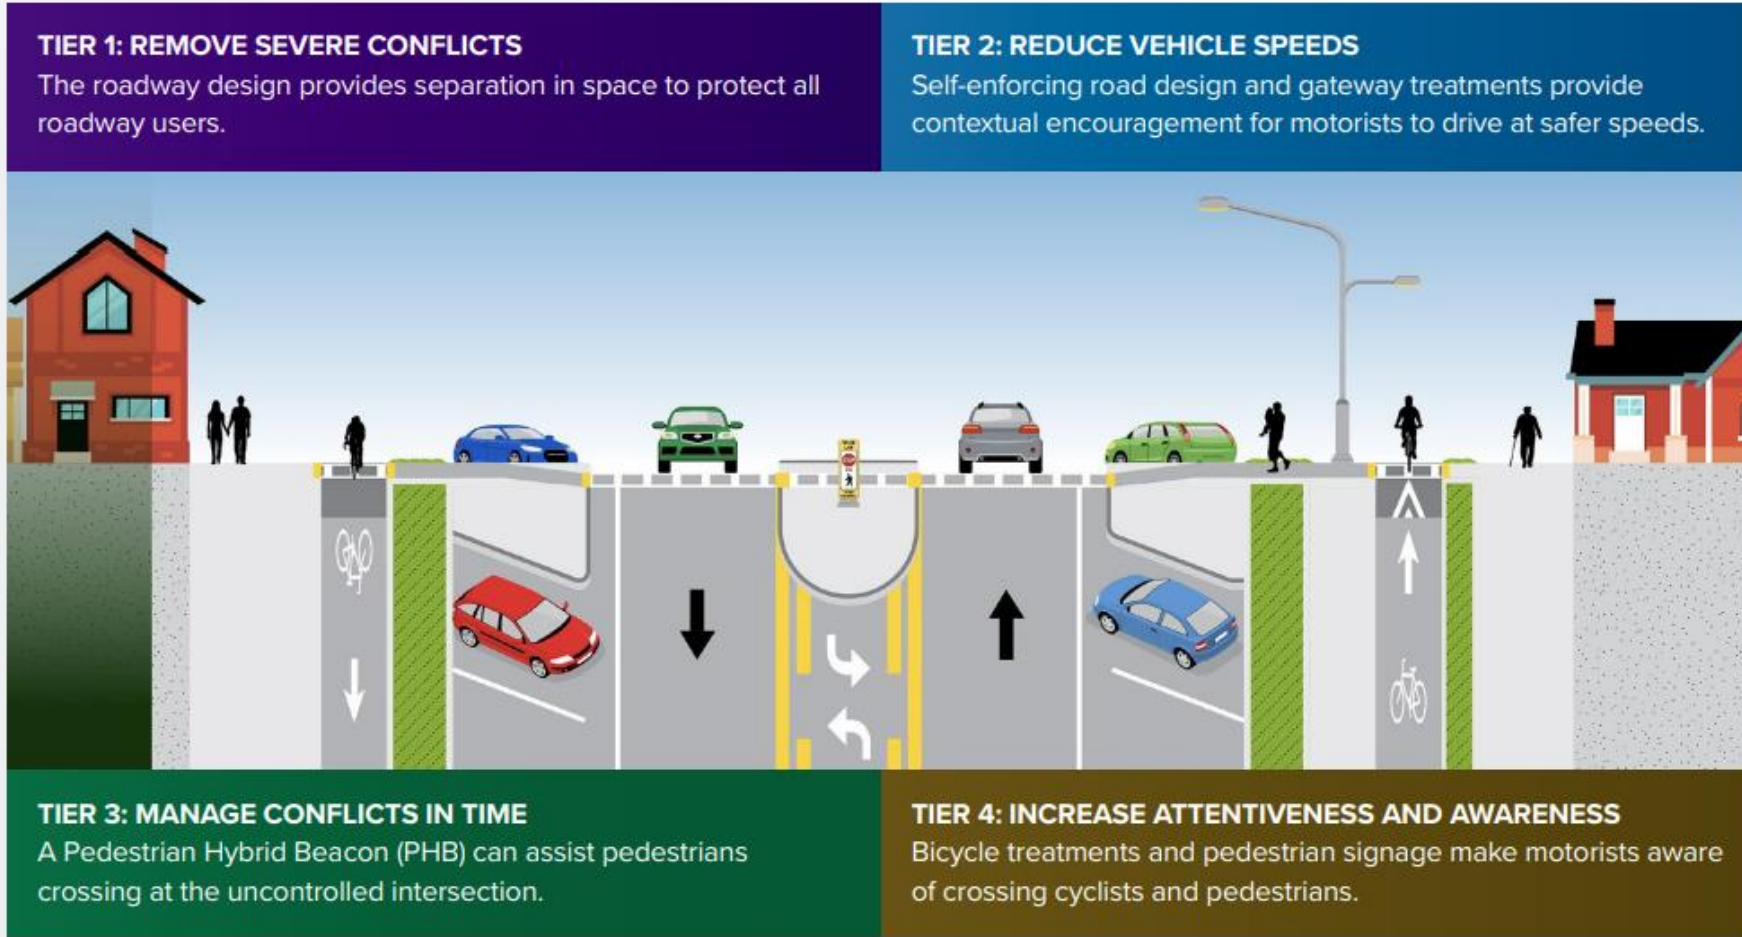 TIER 1: REMOVE SEVERE CONFLICTS
The roadway design provides separation in space to protect all
roadway users.
TIER 2: REDUCE VEHICLE SPEEDS
Self-enforcing road design and gateway treatments provide
contextual encouragement for motorists to drive at safer speeds.
TIER 3: MANAGE CONFLICTS IN TIME
A Pedestrian Hybrid Beacon (PHB) can assist pedestrians
crossing at the uncontrolled intersection.
TIER 4: INCREASE ATTENTIVENESS AND AWARENESS
Bicycle treatments and pedestrian signage make motorists aware
of crossing cyclists and pedestrians.